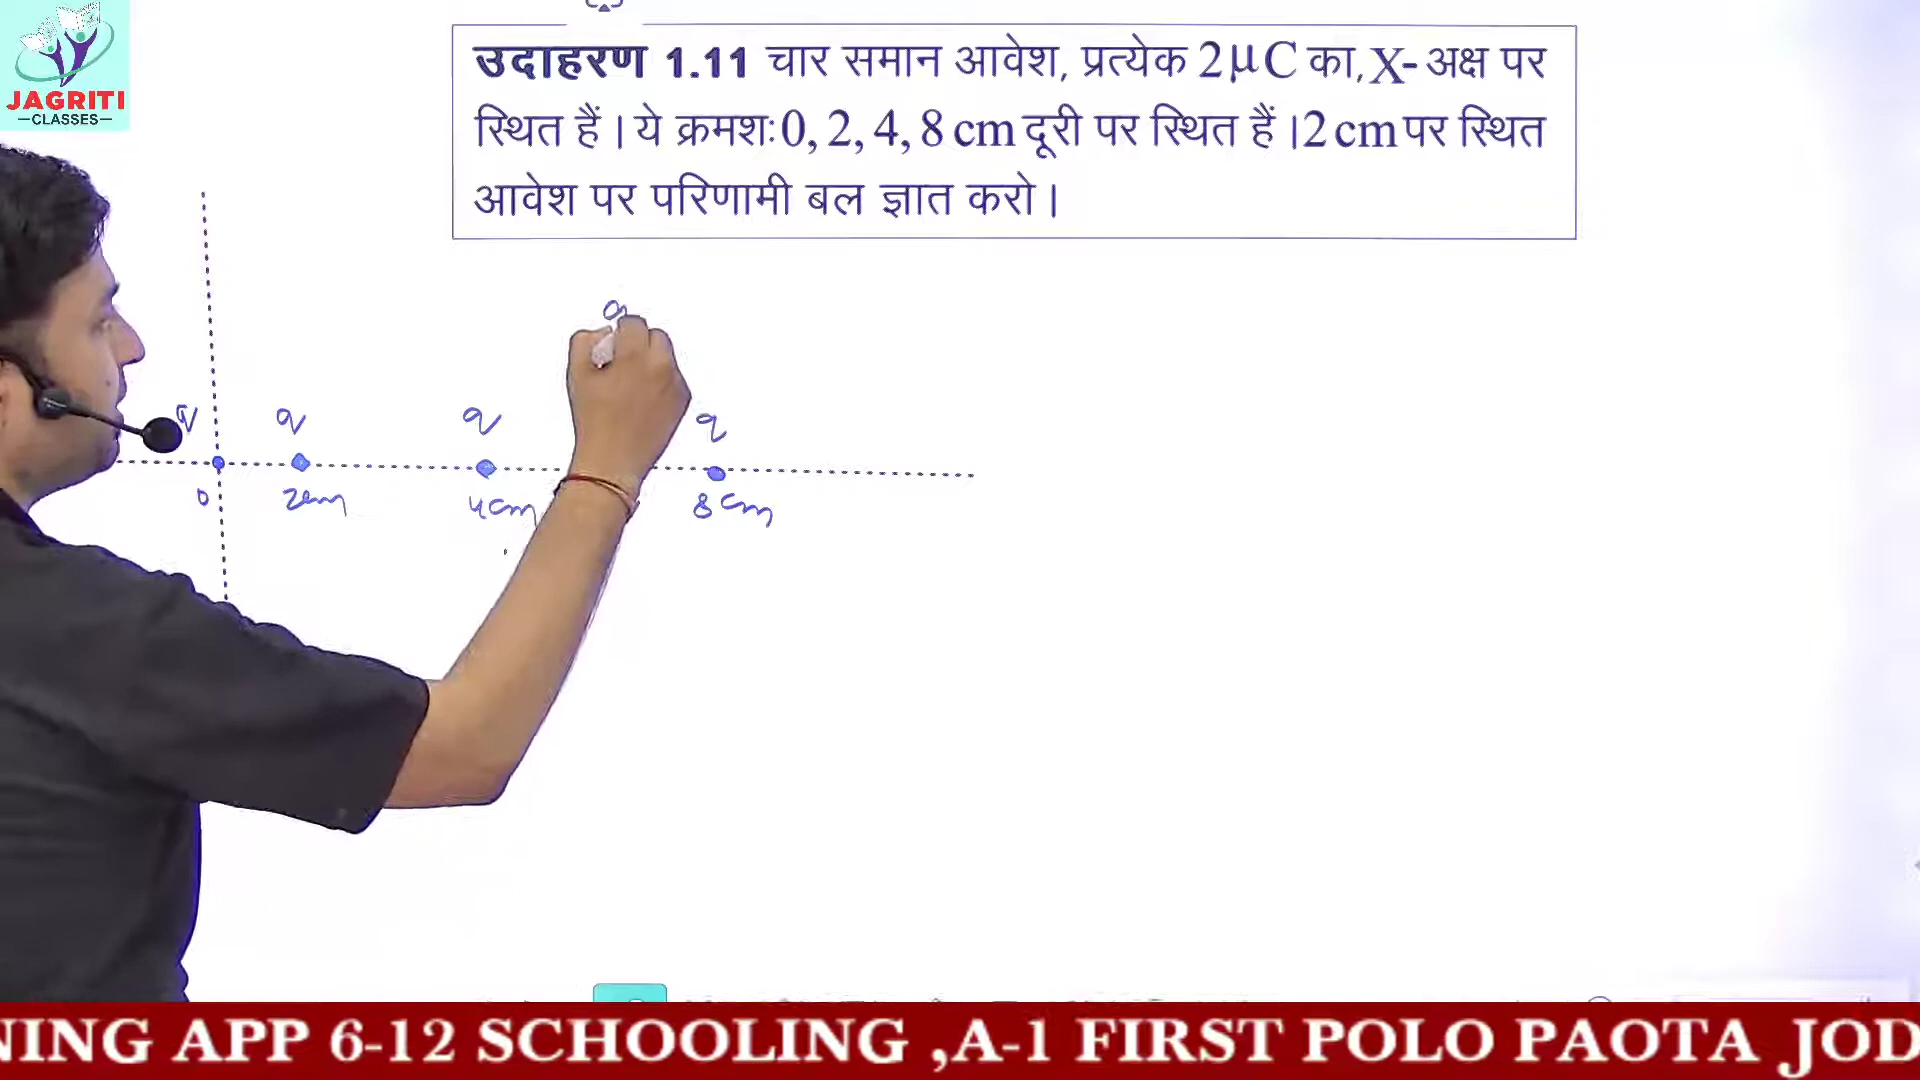 JAGRITI
CLASSES
उदाहरण 1.11 चार समान आवेश, प्रत्येक 2μC का, X- अक्ष पर
स्थित हैं। ये क्रमशः 0, 2, 4, 8 cm दूरी पर स्थित हैं। 2 cm पर स्थित
आवेश पर परिणामी बल ज्ञात करो।
q
q q q q
0 2cm 4cm 8cm
NING APP 6-12 SCHOOLING ,A-1 FIRST POLO PAOTA JOD